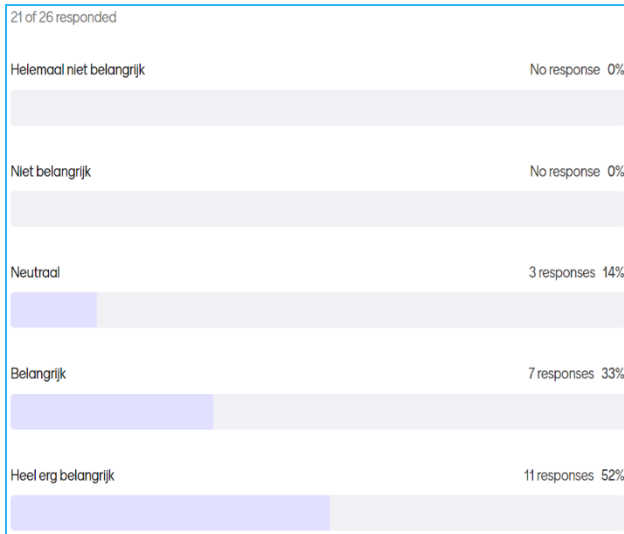 21 of 26 responded
Helemaal niet belangrijk No response 0%
Niet belangrijk No response 0%
Neutraal 3 responses 14%
Belangrijk 7 responses 33%
Heel erg belangrijk 11 responses 52%